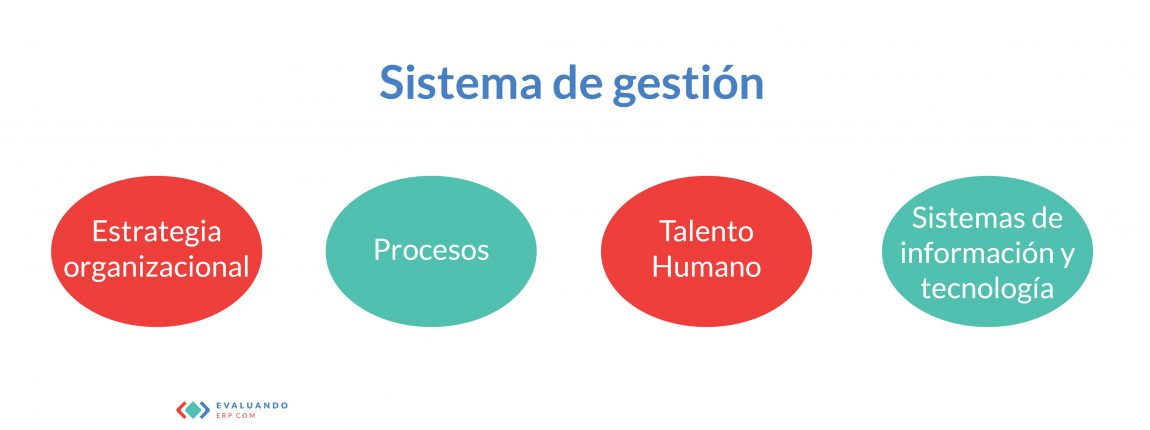 Sistema de gestión
Estrategia
organizacional
Procesos
Talento
Humano
Sistemas de
información y
tecnología
EVALUANDO
ERP.COM